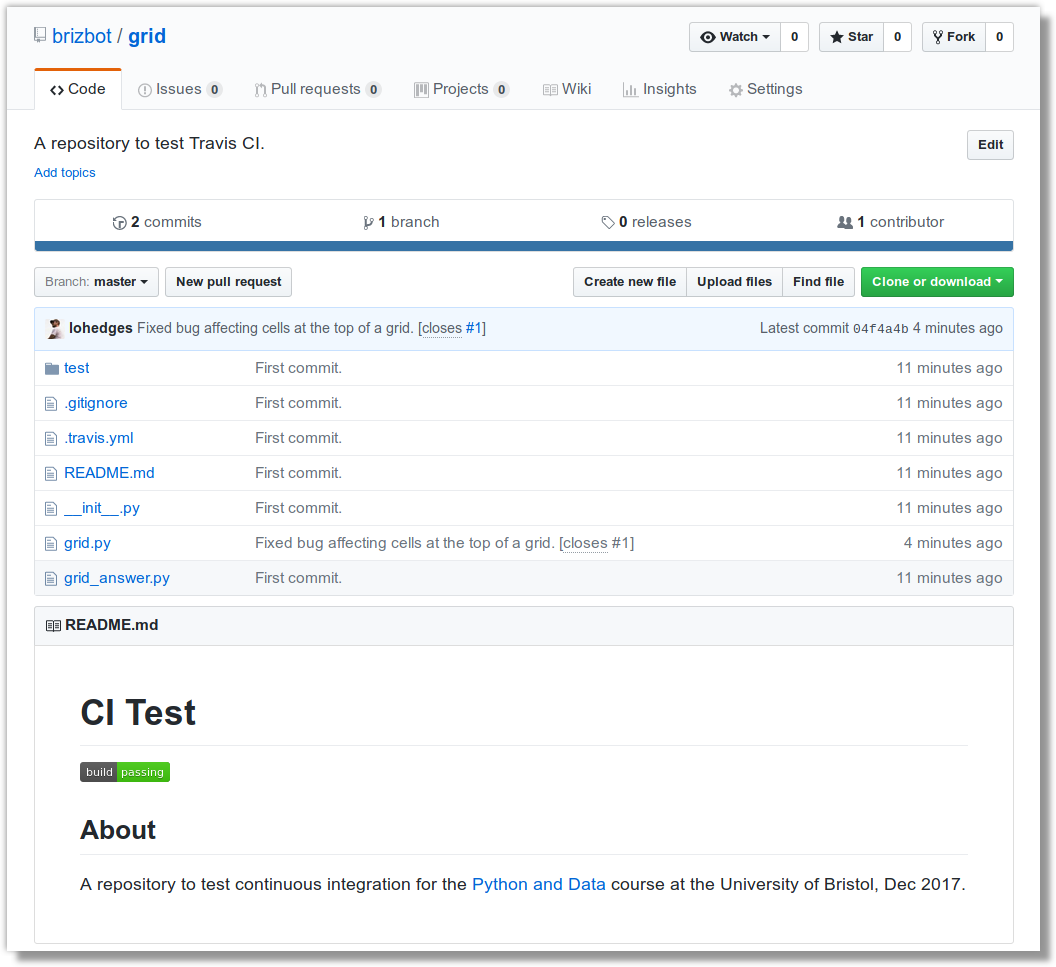 brizbot / grid Watch 0 Star 0 Fork 0
Code Issues 0 Pull requests 0 Projects 0 Wiki Insights Settings
A repository to test Travis CI. Edit
Add topics
2 commits 1 branch 0 releases 1 contributor
Branch: master New pull request Create new file Upload files Find file Clone or download
lohedges Fixed bug affecting cells at the top of a grid. [closes #1] Latest commit 04f4a4b 4 minutes ago
test First commit. 11 minutes ago
.gitignore First commit. 11 minutes ago
.travis.yml First commit. 11 minutes ago
README.md First commit. 11 minutes ago
__init__.py First commit. 11 minutes ago
grid.py Fixed bug affecting cells at the top of a grid. [closes #1] 4 minutes ago
grid_answer.py First commit. 11 minutes ago
README.md
CI Test
build passing
About
A repository to test continuous integration for the Python and Data course at the University of Bristol, Dec 2017.